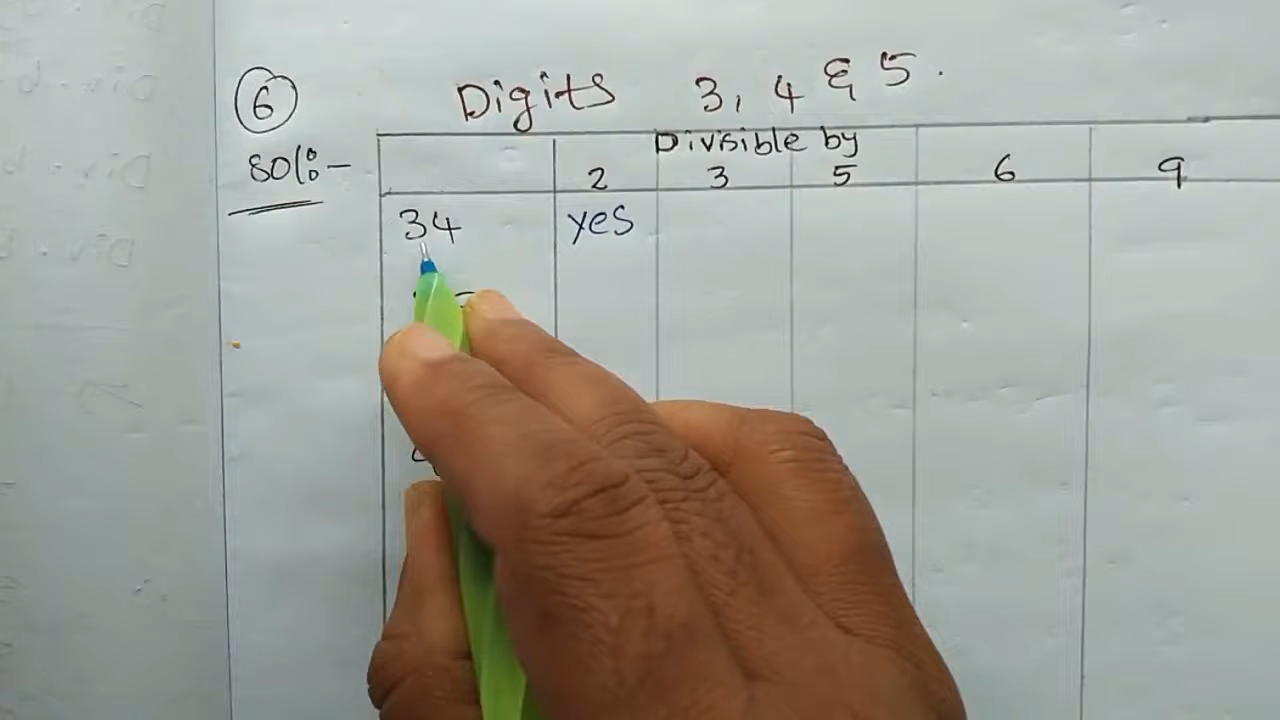 6 Digits 3, 4 & 5.
Sol:-
Divisible by
2 3 5 6 9
34 yes